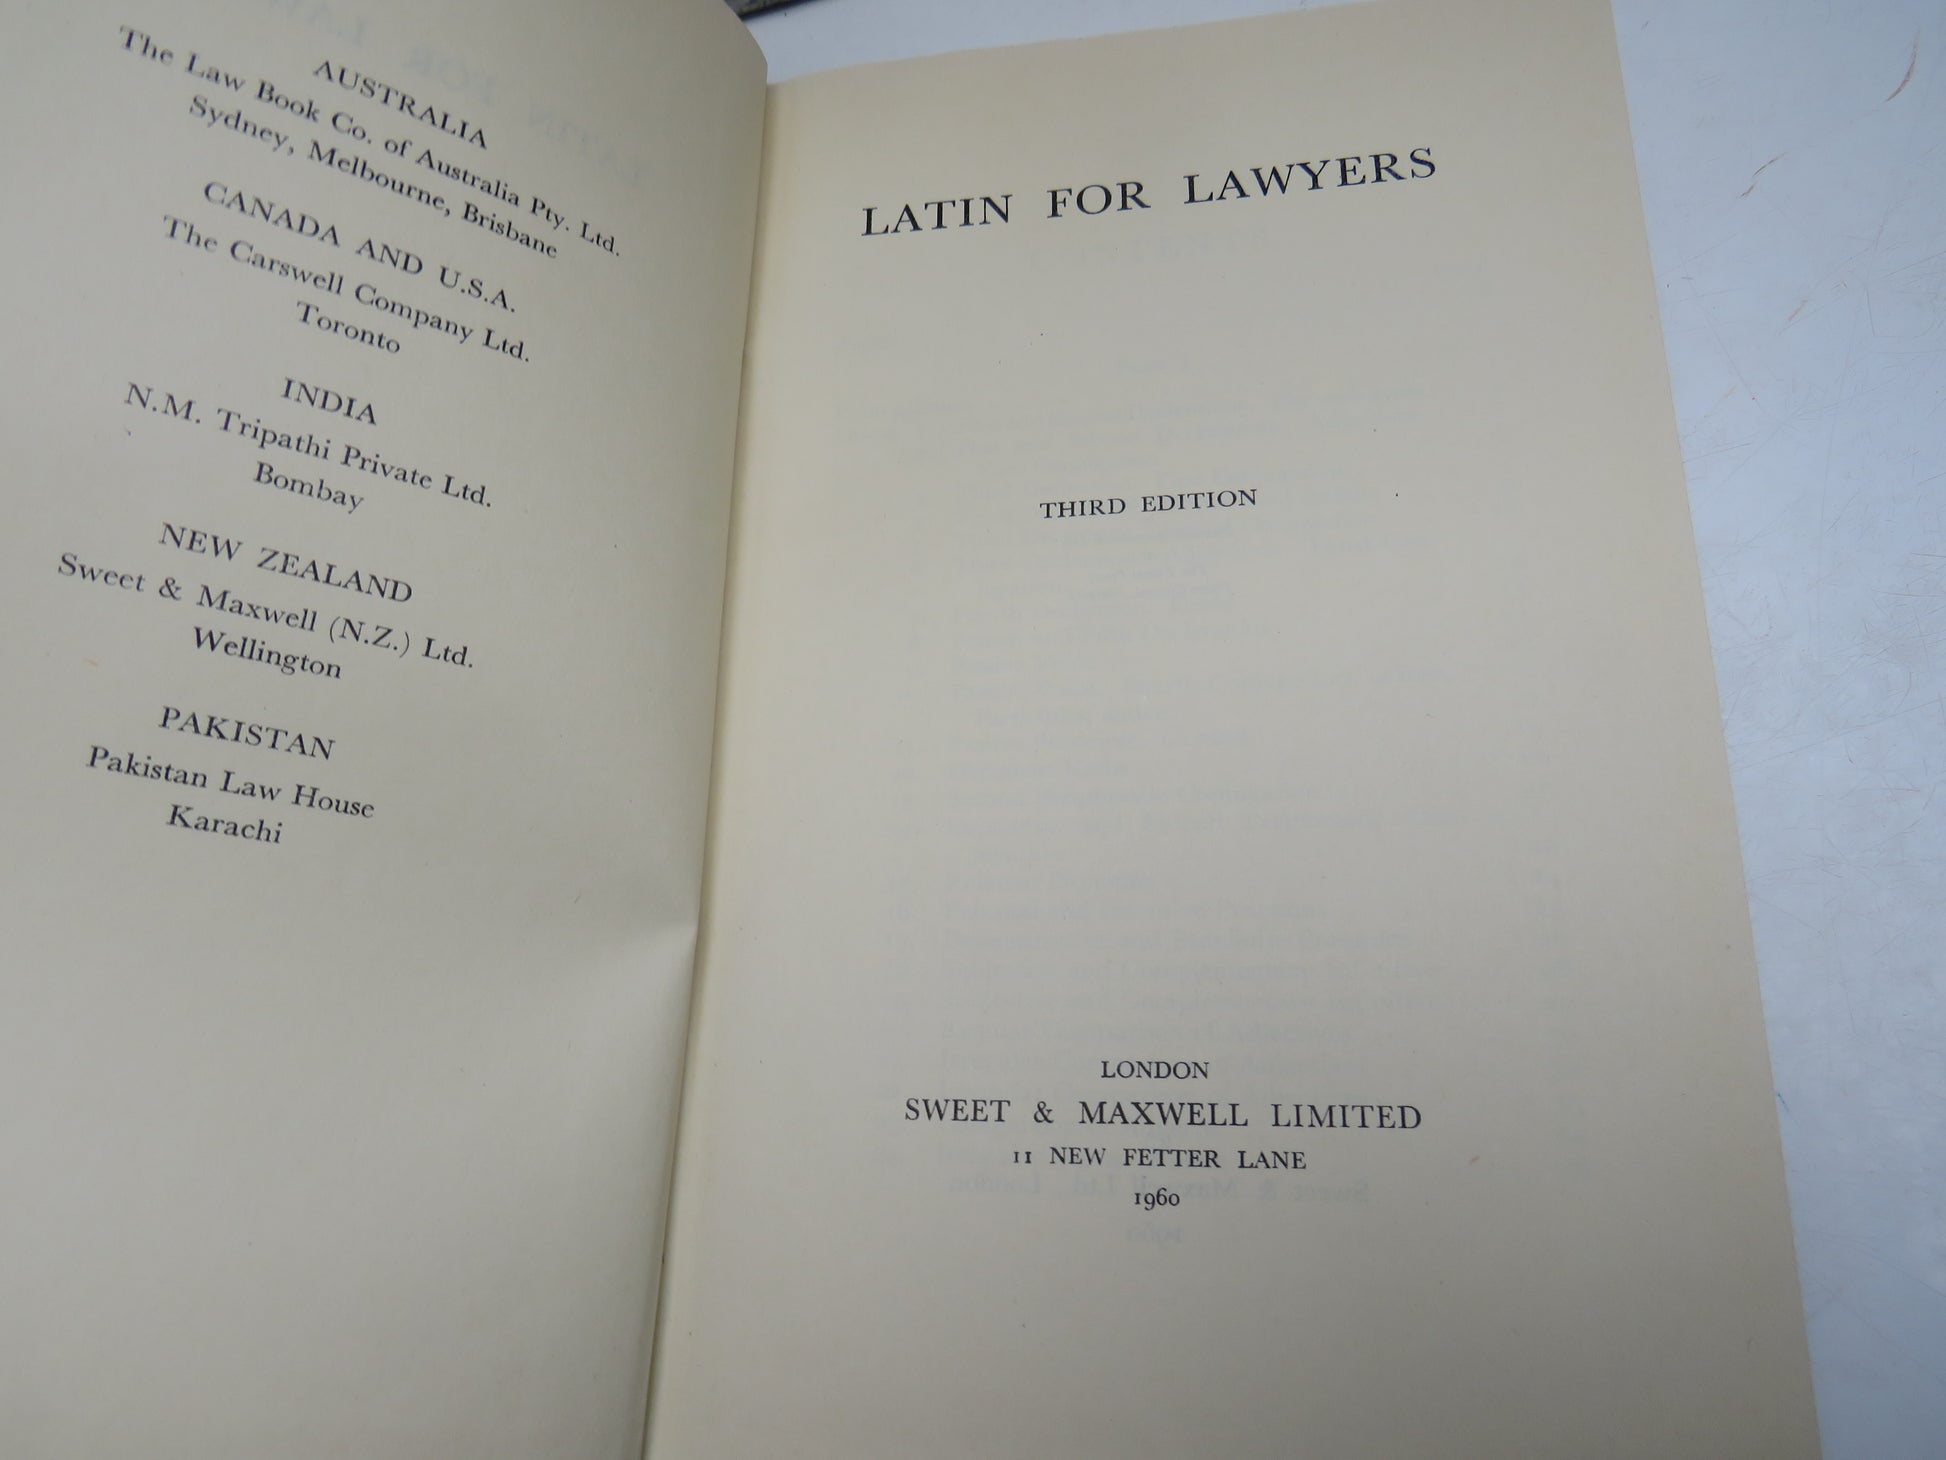 AUSTRALIA
The Law Book Co. of Australia Pty. Ltd.
Sydney, Melbourne, Brisbane
CANADA AND U.S.A.
The Carswell Company Ltd.
Toronto
INDIA
N.M. Tripathi Private Ltd.
Bombay
NEW ZEALAND
Sweet & Maxwell (N.Z.) Ltd.
Wellington
PAKISTAN
Pakistan Law House
Karachi
LATIN FOR LAWYERS
THIRD EDITION
LONDON
SWEET & MAXWELL LIMITED
11 NEW FETTER LANE
1960